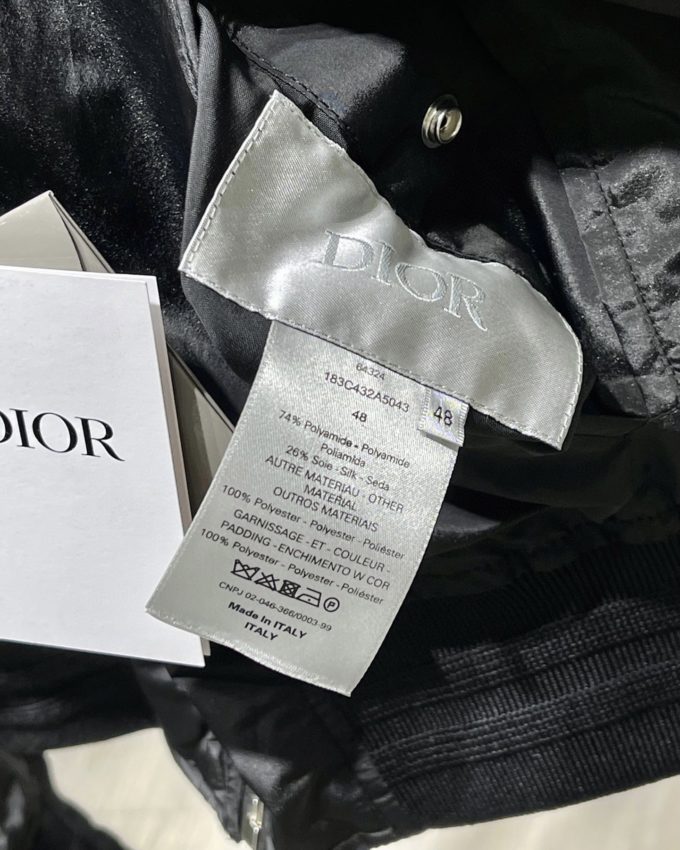 DIOR
DIOR
64324
183C432A5043
48
48
74% Polyamide - Polyamide
Poliamida
26% Soie - Silk - Seda
AUTRE MATERIAU - OTHER
MATERIAL
OUTROS MATERIAIS
100% Polyester - Polyester - Poliéster
GARNISSAGE - ET - COULEUR -
PADDING - ENCHIMENTO W COR
100% Polyester - Polyester - Poliéster
P
CNPJ 02-046-366/0003-99
Made in ITALY
ITALY